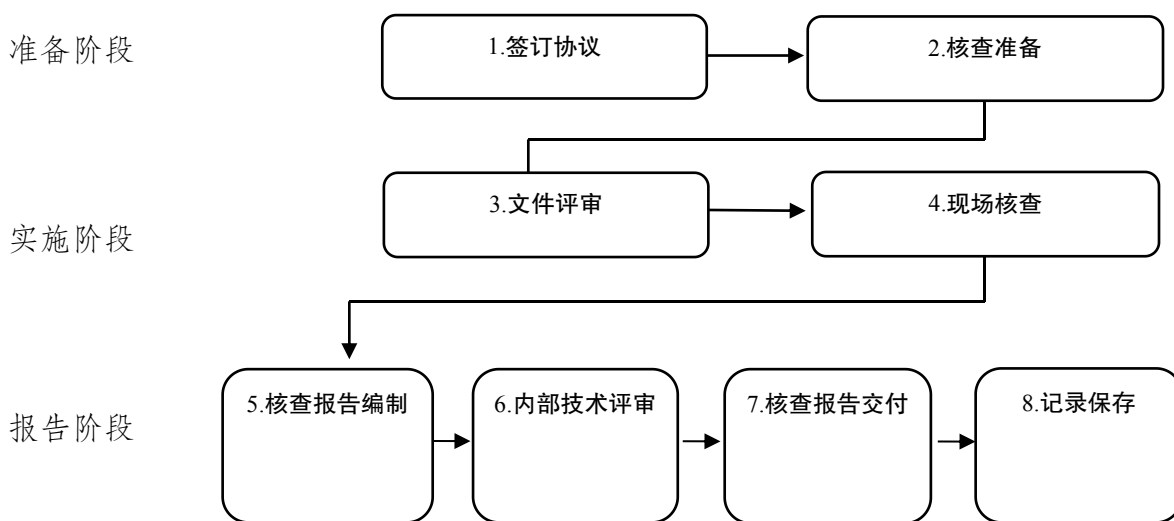 准备阶段
1.签订协议
2.核查准备
实施阶段
3.文件评审
4.现场核查
报告阶段
5.核查报告编制
6.内部技术评审
7.核查报告交付
8.记录保存